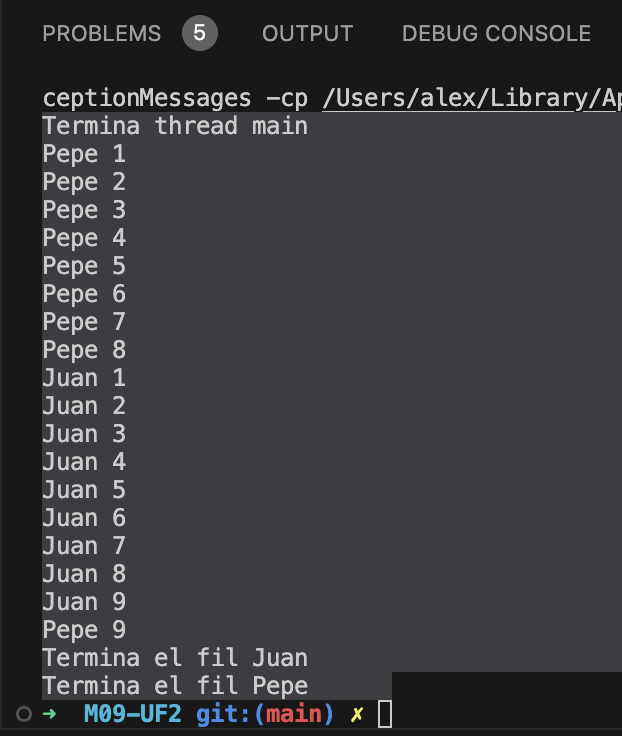 PROBLEMS 5 OUTPUT DEBUG CONSOLE
ceptionMessages -cp /Users/alex/Library/Ap
Termina thread main
Pepe 1
Pepe 2
Pepe 3
Pepe 4
Pepe 5
Pepe 6
Pepe 7
Pepe 8
Juan 1
Juan 2
Juan 3
Juan 4
Juan 5
Juan 6
Juan 7
Juan 8
Juan 9
Pepe 9
Termina el fil Juan
Termina el fil Pepe
➜ M09-UF2 git:(main) ✗